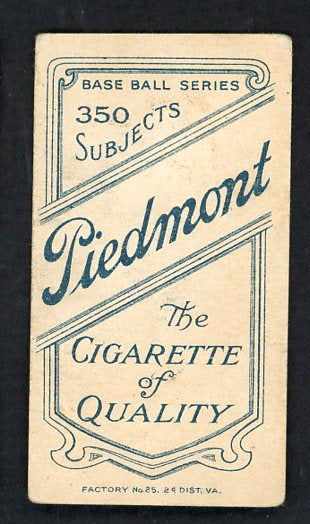 BASE BALL SERIES
350
SUBJECTS
Piedmont
The
CIGARETTE
of
QUALITY
FACTORY No. 25. 2d DIST. VA.